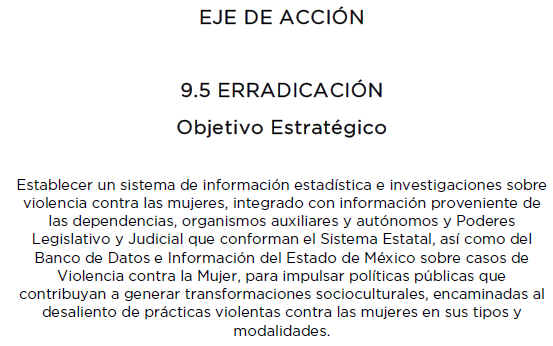 EJE DE ACCIÓN
9.5 ERRADICACIÓN
Objetivo Estratégico
Establecer un sistema de información estadística e investigaciones sobre
violencia contra las mujeres, integrado con información proveniente de
las dependencias, organismos auxiliares y autónomos y Poderes
Legislativo y Judicial que conforman el Sistema Estatal, así como del
Banco de Datos e Información del Estado de México sobre casos de
Violencia contra la Mujer, para impulsar políticas públicas que
contribuyan a generar transformaciones socioculturales, encaminadas al
desaliento de prácticas violentas contra las mujeres en sus tipos y
modalidades.